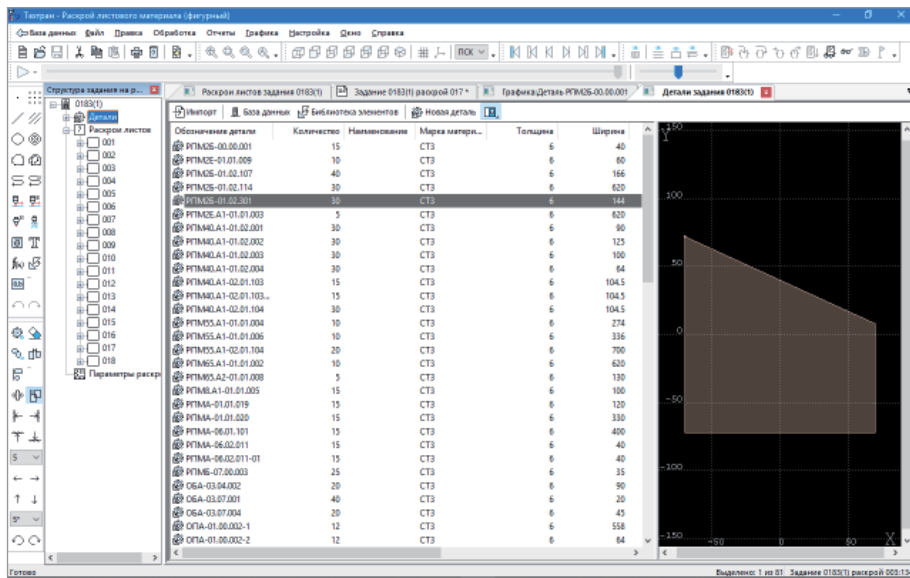 Техтран - Раскрой листового материала (фигурный)
База данных Файл Правка Обработка Отчеты Графика Настройка Окно Справка
ПСК
Структура задания на р...
Раскрои листов задания 0183(1) Задание 0183(1) раскрой 017 * Графика:Деталь РПМ2Б-00.00.001 Детали задания 0183(1)
Импорт База данных Библиотека элементов Новая деталь
0183(1)
Детали
Раскрои листов
001
002
003
004
005
006
007
008
009
010
011
012
013
014
015
016
017
018
Параметры раскр
Обозначение детали Количество Наименование Марка матери... Толщина Ширина
РПМ2Б-00.00.001 15 СТ3 6 40
РПМ2Е-01.01.009 10 СТ3 6 60
РПМ2Б-01.02.107 40 СТ3 6 166
РПМ2Б-01.02.114 30 СТ3 6 620
РПМ2Б-01.02.301 30 СТ3 6 144
РПМ2Е.А1-01.01.003 5 СТ3 6 620
РПМ40.А1-01.02.001 30 СТ3 6 90
РПМ40.А1-01.02.002 30 СТ3 6 125
РПМ40.А1-01.02.003 30 СТ3 6 100
РПМ40.А1-01.02.004 30 СТ3 6 64
РПМ40.А1-02.01.103 15 СТ3 6 104.5
РПМ40.А1-02.01.103... 15 СТ3 6 104.5
РПМ40.А1-02.01.104 30 СТ3 6 104.5
РПМ55.А1-01.01.004 10 СТ3 6 274
РПМ55.А1-01.01.006 10 СТ3 6 336
РПМ55.А1-02.01.104 20 СТ3 6 700
РПМ65.А1-01.01.002 10 СТ3 6 620
РПМ65.А2-01.01.008 5 СТ3 6 130
РПМ8.А1-01.01.005 15 СТ3 6 100
РПМА-01.01.019 15 СТ3 6 120
РПМА-01.01.020 15 СТ3 6 330
РПМА-06.01.101 15 СТ3 6 400
РПМА-06.02.011 15 СТ3 6 40
РПМА-06.02.011-01 15 СТ3 6 40
РПМБ-07.00.003 25 СТ3 6 35
ОБА-03.04.002 20 СТ3 6 90
ОБА-03.07.001 40 СТ3 6 20
ОБА-03.07.004 20 СТ3 6 45
ОПА-01.00.002-1 12 СТ3 6 558
ОПА-01.00.002-2 12 СТ3 6 64
Y
150
100
50
0
-50
-100
-150
-50 0 50 X
5
5°
Готово
Выделено: 1 из 81 Задание 0183(1) раскрой 003:134